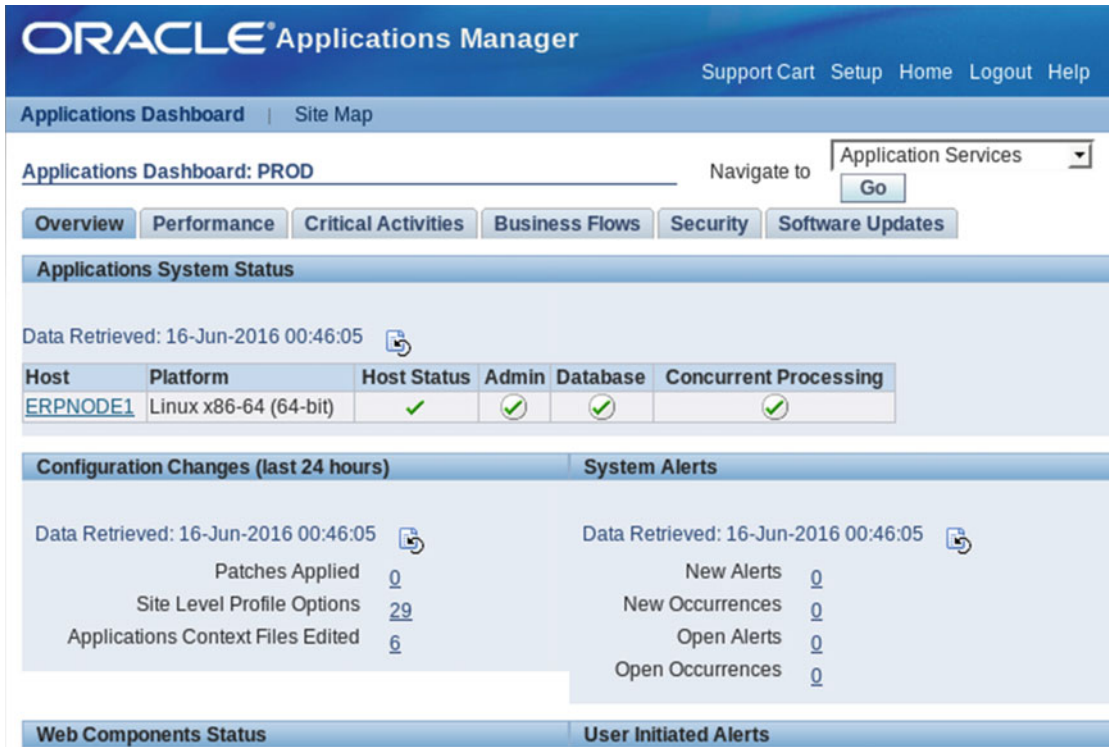 ORACLE Applications Manager
Support Cart Setup Home Logout Help
Applications Dashboard | Site Map
Applications Dashboard: PROD
Navigate to Application Services
Go
Overview Performance Critical Activities Business Flows Security Software Updates
Applications System Status
Data Retrieved: 16-Jun-2016 00:46:05
Host Platform Host Status Admin Database Concurrent Processing
ERPNODE1 Linux x86-64 (64-bit)
Configuration Changes (last 24 hours)
Data Retrieved: 16-Jun-2016 00:46:05
Patches Applied 0
Site Level Profile Options 29
Applications Context Files Edited 6
System Alerts
Data Retrieved: 16-Jun-2016 00:46:05
New Alerts 0
New Occurrences 0
Open Alerts 0
Open Occurrences 0
Web Components Status
User Initiated Alerts